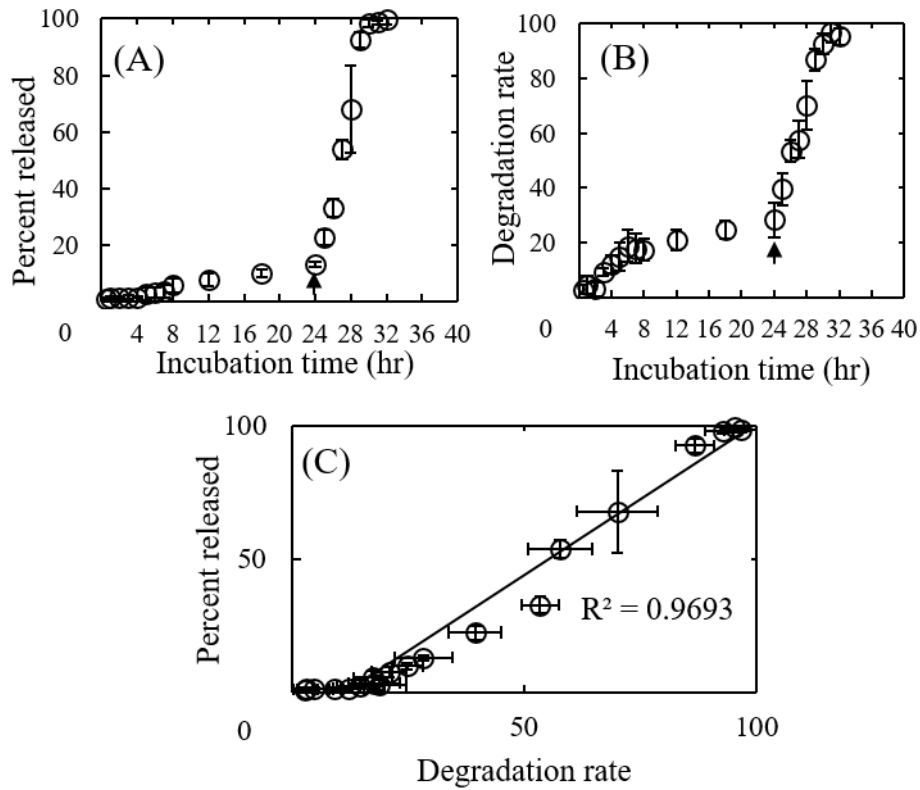 (A)
Percent released
100
80
60
40
20
0
4 8 12 16 20 24 28 32 36 40
Incubation time (hr)
(B)
Degradation rate
100
80
60
40
20
0
4 8 12 16 20 24 28 32 36 40
Incubation time (hr)
(C)
Percent released
100
50
0
R² = 0.9693
50 100
Degradation rate